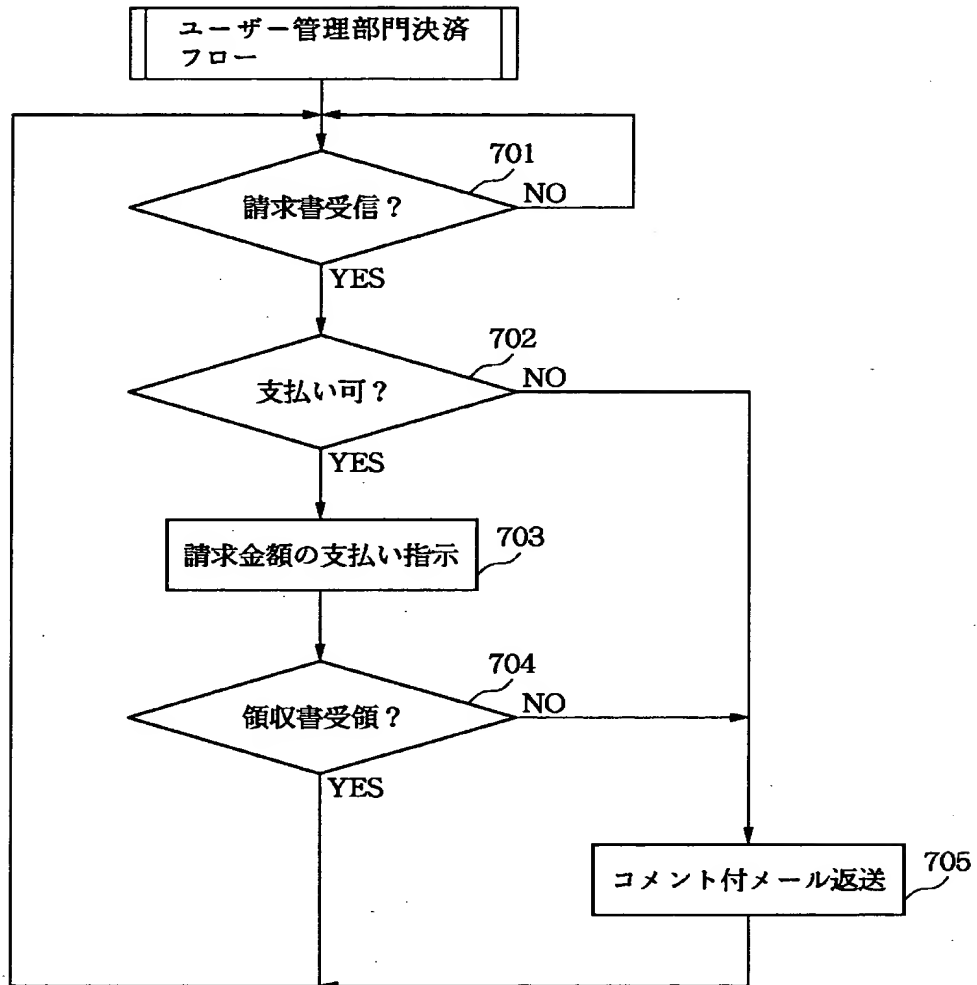 ユーザー管理部門決済
フロー
701
請求書受信？
NO
YES
702
支払い可？
NO
YES
703
請求金額の支払い指示
704
領収書受領？
NO
YES
705
コメント付メール返送